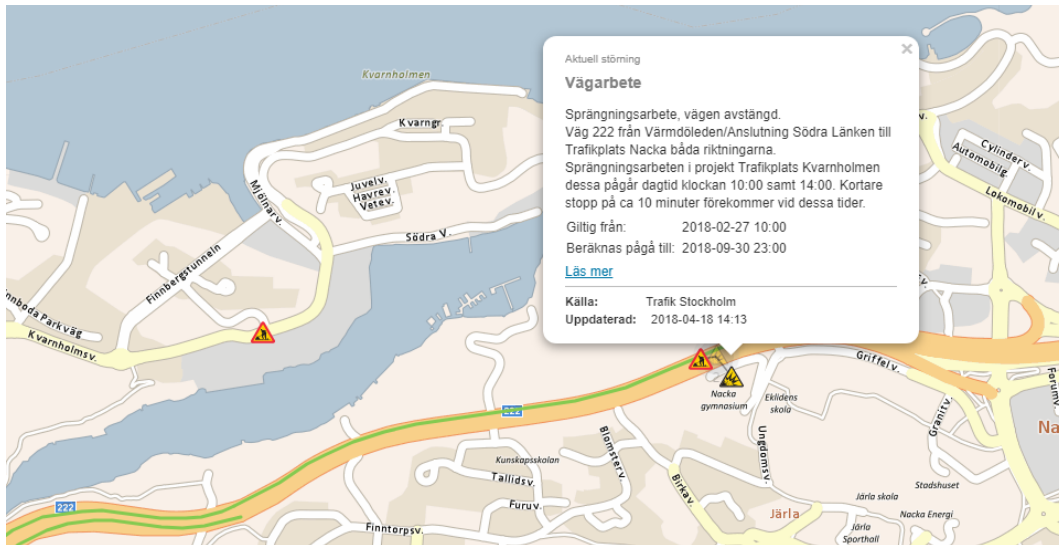 Kvarnholmen
Kvarngr.
Juvelv.
Havrev.
Vetev.
Mjölnarv.
Södra V.
Finnbergstunneln
Parkväg
Kvarnholmsv.
×
Aktuell störning
Vägarbete
Sprängningsarbete, vägen avstängd.
Väg 222 från Värmdöleden/Anslutning Södra Länken till
Trafikplats Nacka båda riktningarna.
Sprängningsarbeten i projekt Trafikplats Kvarnholmen
dessa pågår dagtid klockan 10:00 samt 14:00. Kortare
stopp på ca 10 minuter förekommer vid dessa tider.
Giltig från: 2018-02-27 10:00
Beräknas pågå till: 2018-09-30 23:00
Läs mer
Källa: Trafik Stockholm
Uppdaterad: 2018-04-18 14:13
Cylinderv.
Automobilg.
Lokomobilv.
Griffelv.
Nacka
gymnasium
Eklidens
skola
Granitv.
Forumv.
Na
222
Blomsterv.
Ungdomsv.
Kunskapsskolan
Tallidsv.
Birkav.
Stadshuset
Furuv.
Järla skola
222
Järla
Nacka Energi
Finntorpsv.
Järla
Sporthall